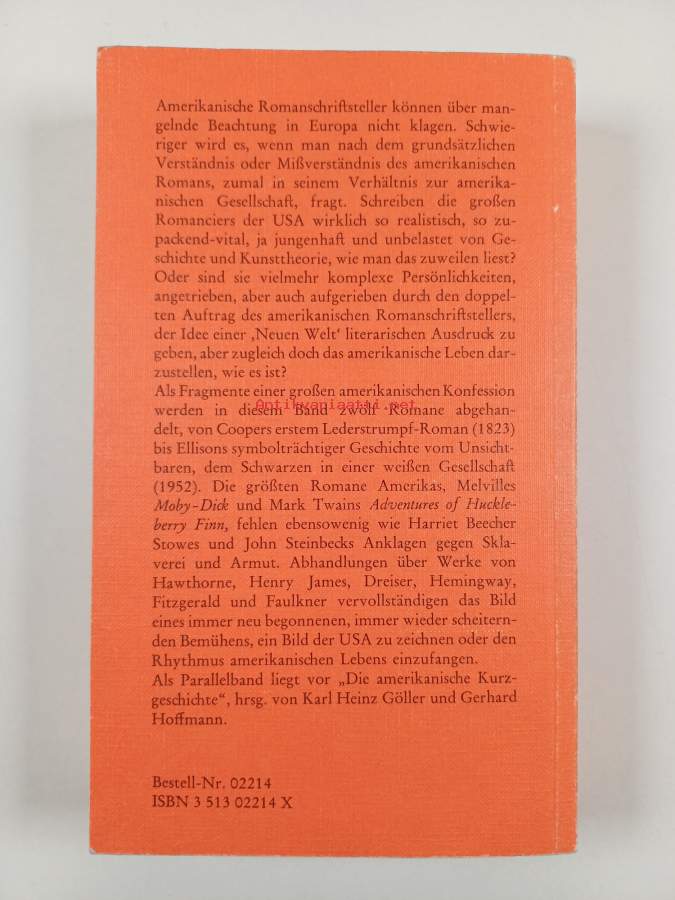 Amerikanische Romanschriftsteller können über man-
gelnde Beachtung in Europa nicht klagen. Schwie-
riger wird es, wenn man nach dem grundsätzlichen
Verständnis oder Mißverständnis des amerikanischen
Romans, zumal in seinem Verhältnis zur amerika-
nischen Gesellschaft, fragt. Schreiben die großen
Romanciers der USA wirklich so realistisch, so zu-
packend-vital, ja jungenhaft und unbelastet von Ge-
schichte und Kunsttheorie, wie man das zuweilen liest?
Oder sind sie vielmehr komplexe Persönlichkeiten,
angetrieben, aber auch aufgerieben durch den doppel-
ten Auftrag des amerikanischen Romanschriftstellers,
der Idee einer ‚Neuen Welt‘ literarischen Ausdruck zu
geben, aber zugleich doch das amerikanische Leben dar-
zustellen, wie es ist?
Als Fragmente einer großen amerikanischen Konfession
werden in diesem Band zwölf Romane abgehan-
Antikvariaatti.net
delt, von Coopers erstem Lederstrumpf-Roman (1823)
bis Ellisons symbolträchtiger Geschichte vom Unsicht-
baren, dem Schwarzen in einer weißen Gesellschaft
(1952). Die größten Romane Amerikas, Melvilles
Moby-Dick und Mark Twains Adventures of Huckle-
berry Finn, fehlen ebensowenig wie Harriet Beecher
Stowes und John Steinbecks Anklagen gegen Skla-
verei und Armut. Abhandlungen über Werke von
Hawthorne, Henry James, Dreiser, Hemingway,
Fitzgerald und Faulkner vervollständigen das Bild
eines immer neu begonnenen, immer wieder scheitern-
den Bemühens, ein Bild der USA zu zeichnen oder den
Rhythmus amerikanischen Lebens einzufangen.
Als Parallelband liegt vor „Die amerikanische Kurz-
geschichte“, hrsg. von Karl Heinz Göller und Gerhard
Hoffmann.
Bestell-Nr. 02214
ISBN 3 513 02214 X